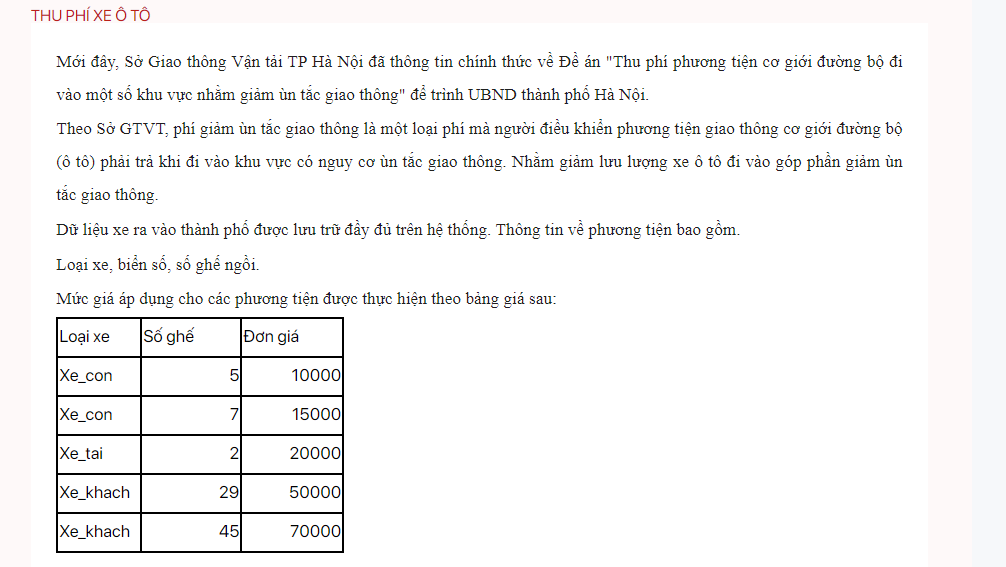 THU PHÍ XE Ô TÔ
Mới đây, Sở Giao thông Vận tải TP Hà Nội đã thông tin chính thức về Đề án "Thu phí phương tiện cơ giới đường bộ đi
vào một số khu vực nhằm giảm ùn tắc giao thông" để trình UBND thành phố Hà Nội.
Theo Sở GTVT, phí giảm ùn tắc giao thông là một loại phí mà người điều khiển phương tiện giao thông cơ giới đường bộ
(ô tô) phải trả khi đi vào khu vực có nguy cơ ùn tắc giao thông. Nhằm giảm lưu lượng xe ô tô đi vào góp phần giảm ùn
tắc giao thông.
Dữ liệu xe ra vào thành phố được lưu trữ đầy đủ trên hệ thống. Thông tin về phương tiện bao gồm.
Loại xe, biển số, số ghế ngồi.
Mức giá áp dụng cho các phương tiện được thực hiện theo bảng giá sau:
Loại xe Số ghế Đơn giá
Xe_con 5 10000
Xe_con 7 15000
Xe_tai 2 20000
Xe_khach 29 50000
Xe_khach 45 70000